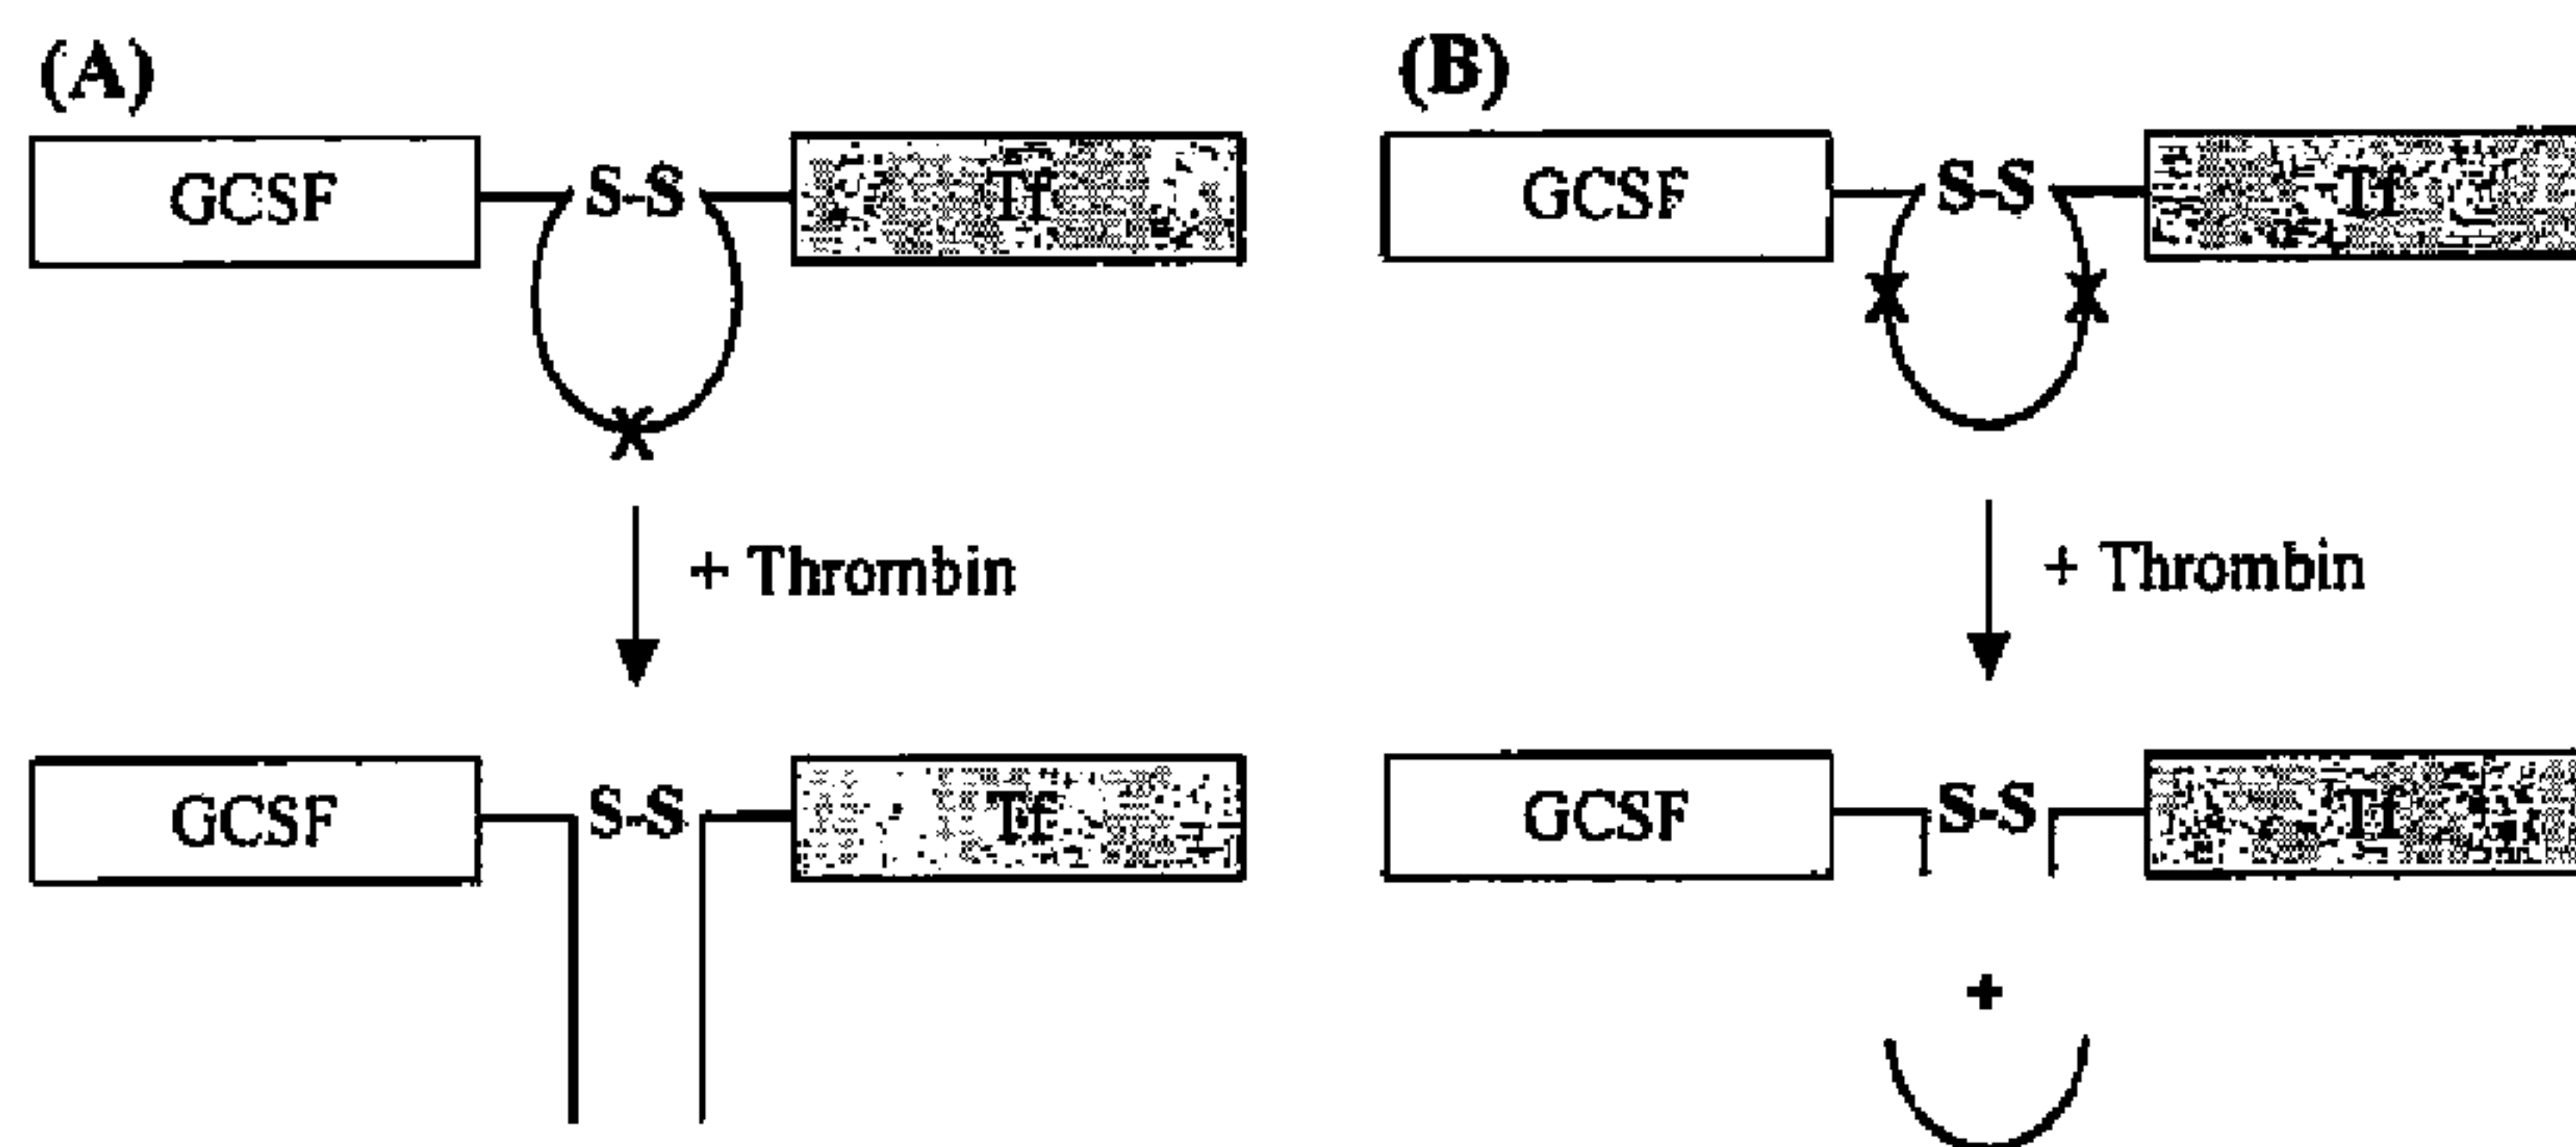 (A) (B)
GCSF S-S Tf GCSF S-S Tf
X X X
+ Thrombin + Thrombin
GCSF S-S Tf GCSF S-S Tf
+